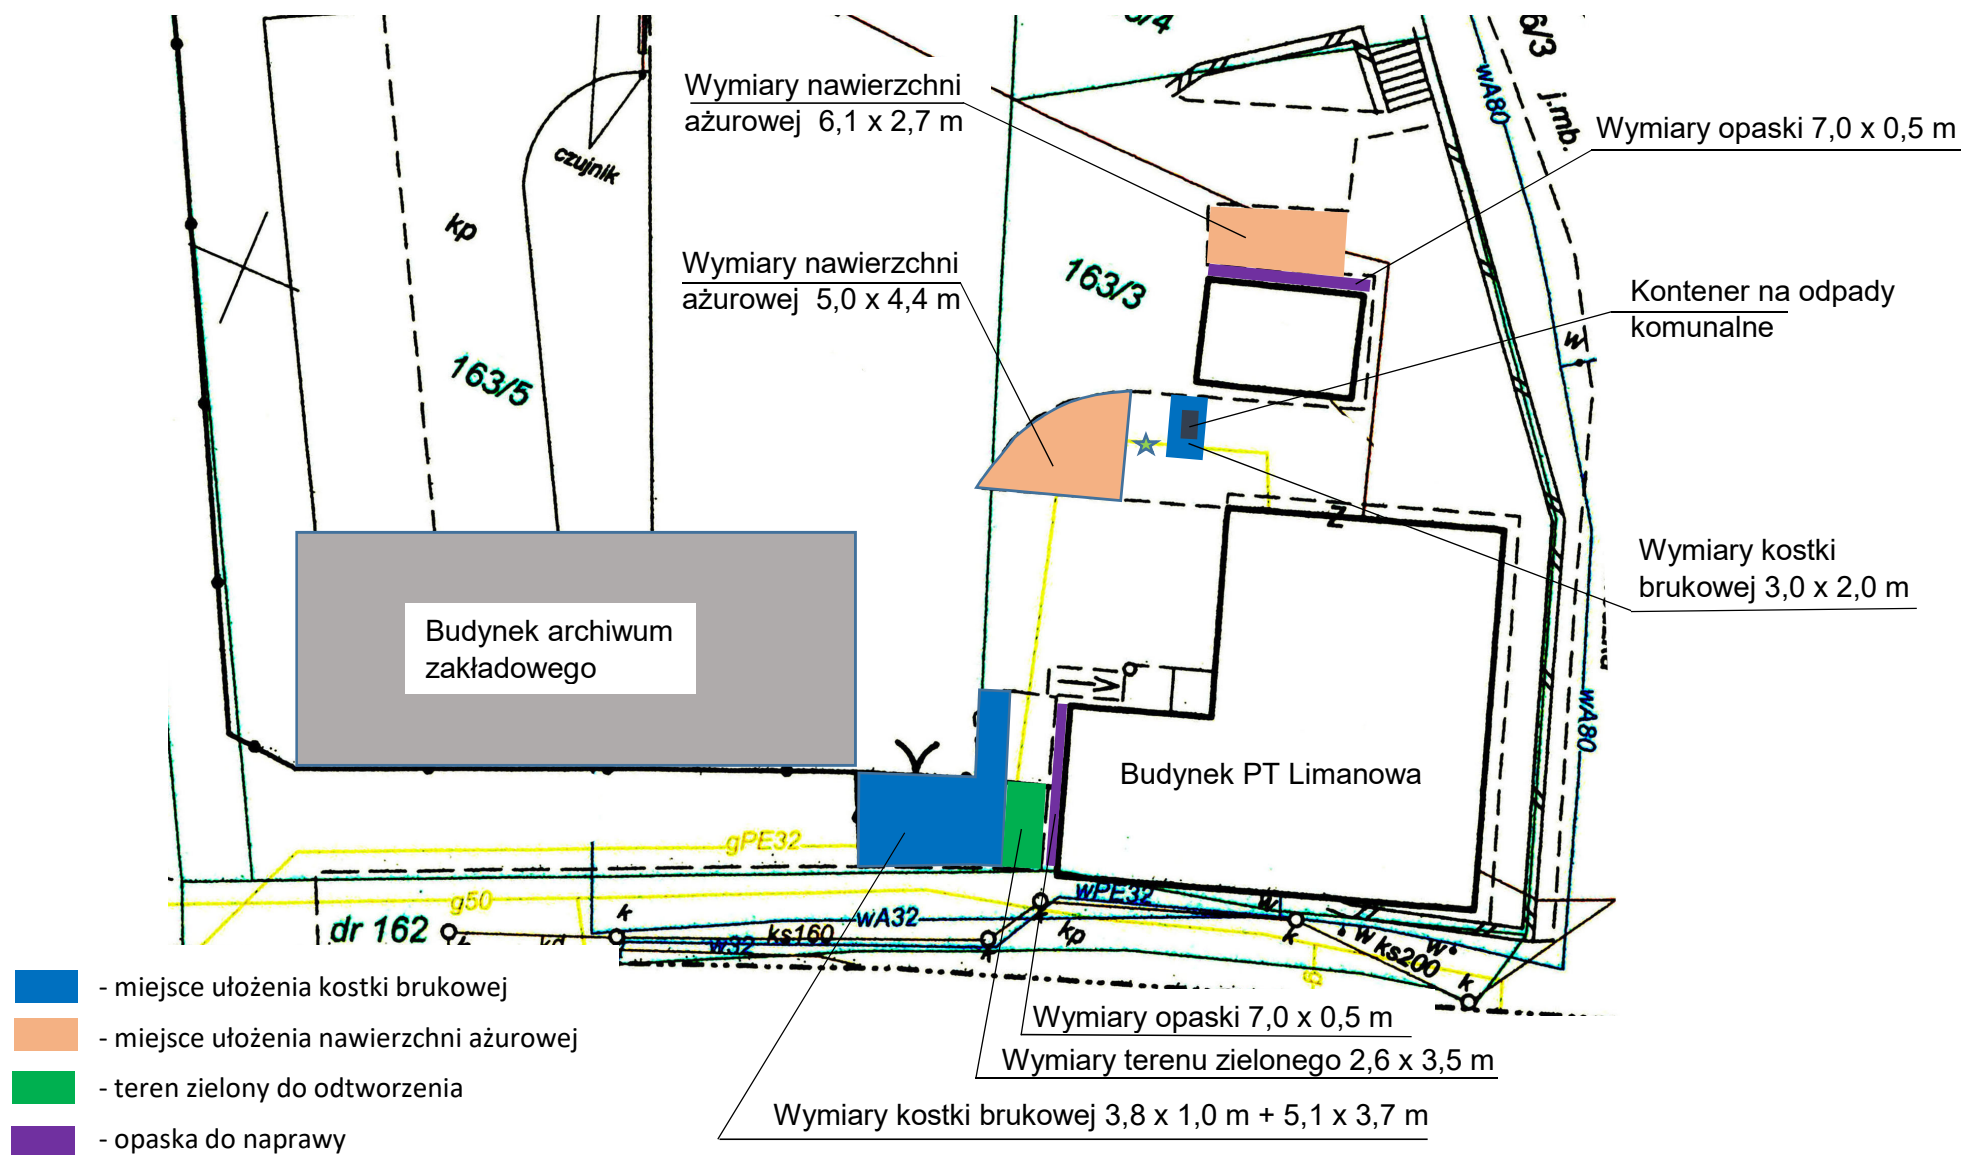 6/3
Wymiary nawierzchni
ażurowej 6,1 x 2,7 m
wA80
j.mb.
Wymiary opaski 7,0 x 0,5 m
czujnik
kp
Wymiary nawierzchni
ażurowej 5,0 x 4,4 m
163/3
Kontener na odpady
komunalne
w
163/5
Z
Wymiary kostki
brukowej 3,0 x 2,0 m
Budynek archiwum
zakładowego
wA80
Budynek PT Limanowa
gPE32
g50
dr 162
k
wA32
ks160
w32
k
kp
wPE32
w
k
w
w
ks200
k
- miejsce ułożenia kostki brukowej
- miejsce ułożenia nawierzchni ażurowej
- teren zielony do odtworzenia
- opaska do naprawy
Wymiary opaski 7,0 x 0,5 m
Wymiary terenu zielonego 2,6 x 3,5 m
Wymiary kostki brukowej 3,8 x 1,0 m + 5,1 x 3,7 m